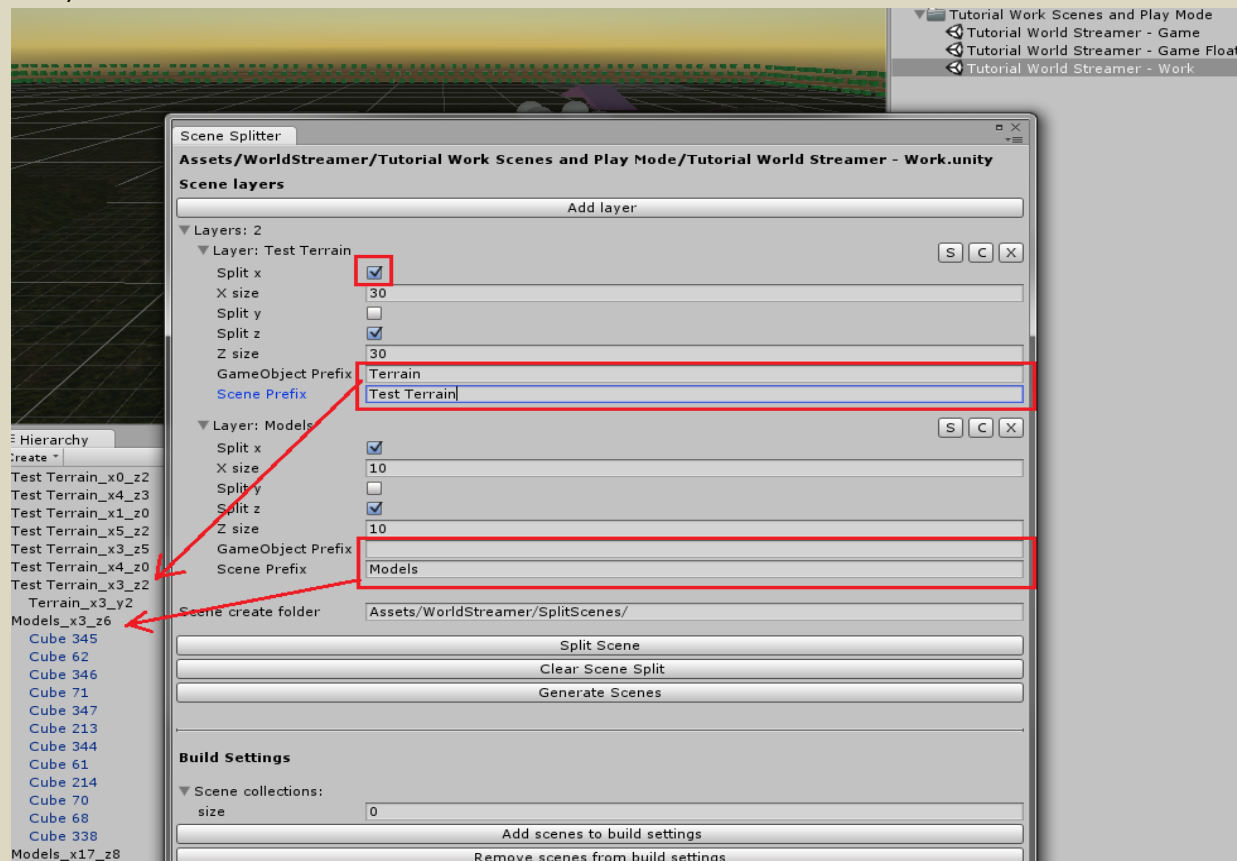 Tutorial Work Scenes and Play Mode
Tutorial World Streamer - Game
Tutorial World Streamer - Game Float
Tutorial World Streamer - Work
Scene Splitter
Assets/WorldStreamer/Tutorial Work Scenes and Play Mode/Tutorial World Streamer - Work.unity
Scene layers
Add layer
Layers: 2
Layer: Test Terrain S C X
Split x
X size 30
Split y
Split z
Z size 30
GameObject Prefix Terrain
Scene Prefix Test Terrain
Layer: Models S C X
Split x
X size 10
Split y
Split z
Z size 10
GameObject Prefix
Scene Prefix Models
Scene create folder Assets/WorldStreamer/SplitScenes/
Split Scene
Clear Scene Split
Generate Scenes
Build Settings
Scene collections:
size 0
Add scenes to build settings
Remove scenes from build settings
Hierarchy
Create
Test Terrain_x0_z2
Test Terrain_x4_z3
Test Terrain_x1_z0
Test Terrain_x5_z2
Test Terrain_x3_z5
Test Terrain_x4_z0
Test Terrain_x3_z2
Terrain_x3_y2
Models_x3_z6
Cube 345
Cube 62
Cube 346
Cube 71
Cube 347
Cube 213
Cube 344
Cube 61
Cube 214
Cube 70
Cube 68
Cube 338
Models_x17_z8